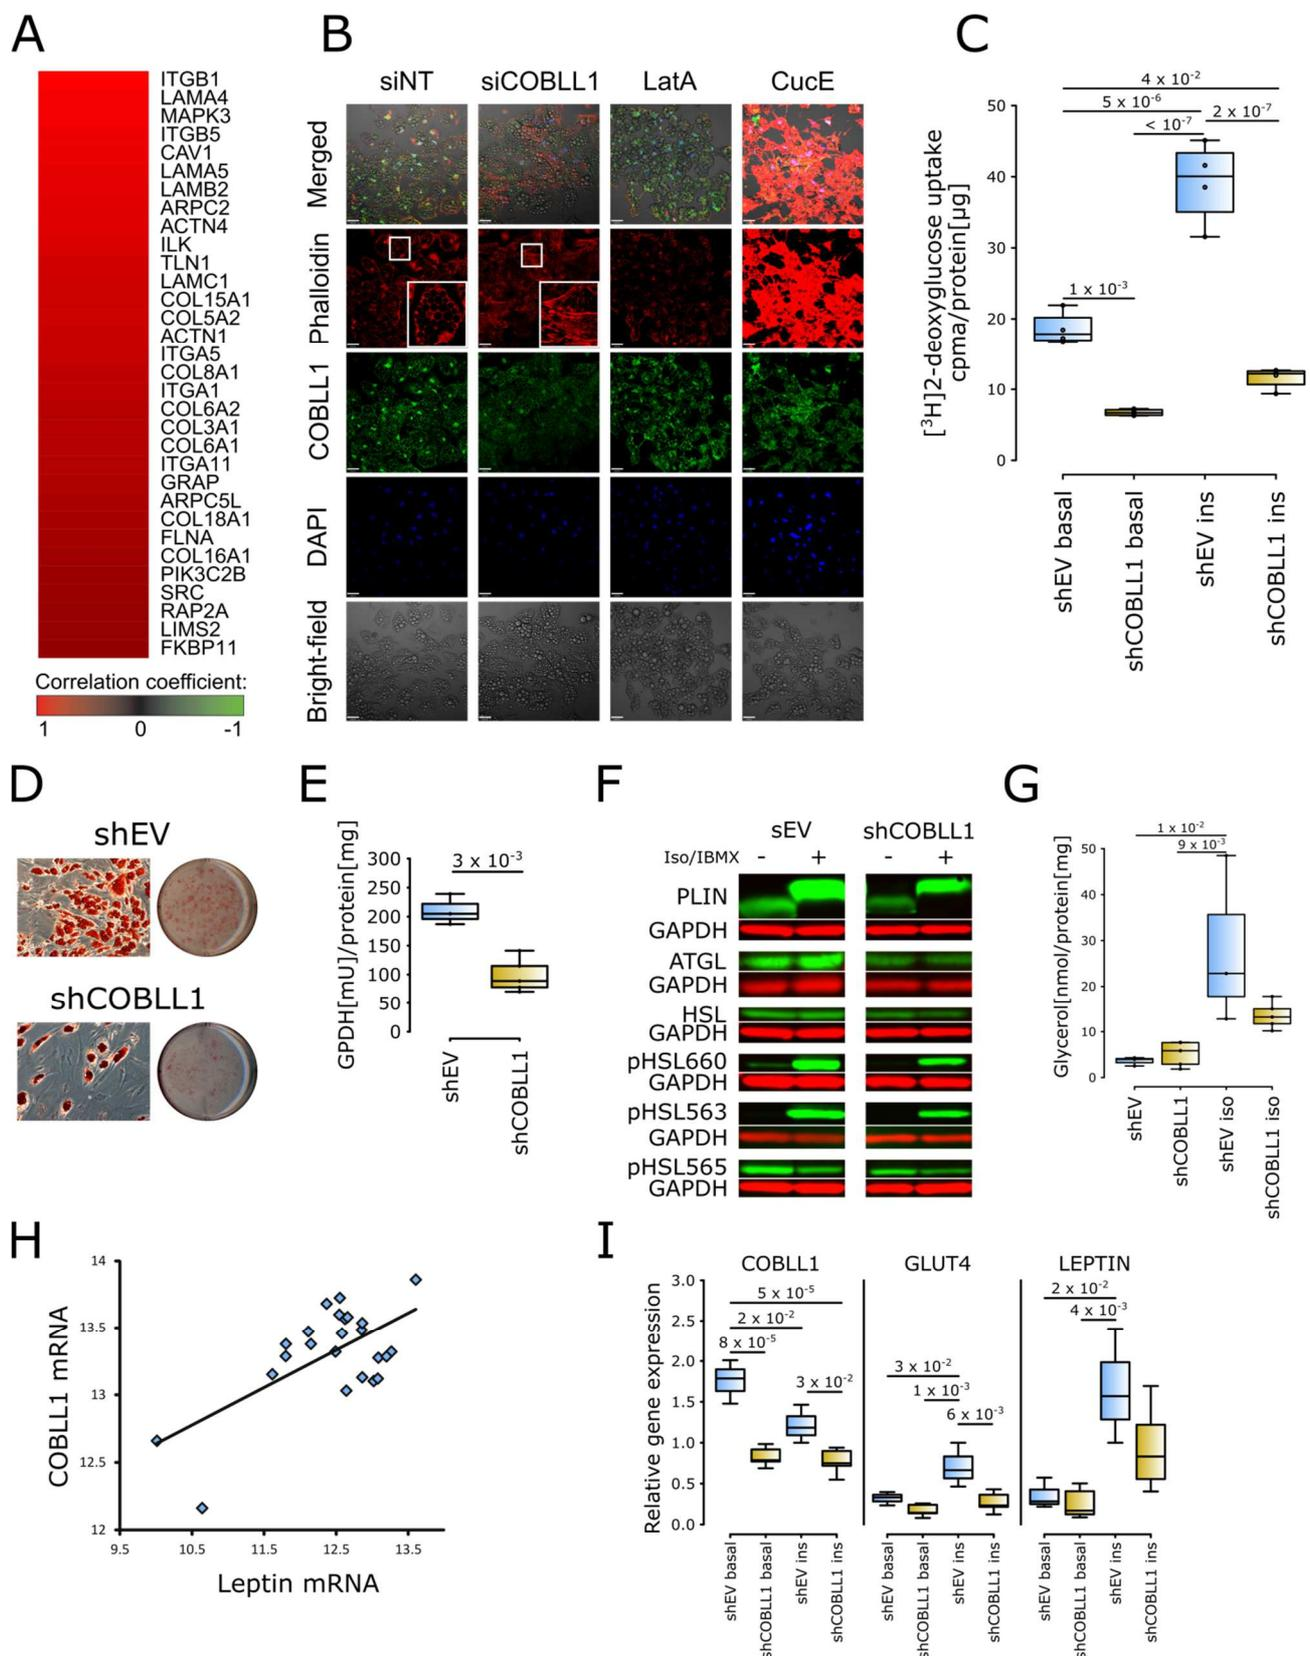 A
ITGB1
LAMA4
MAPK3
ITGB5
CAV1
LAMA5
LAMB2
ARPC2
ACTN4
ILK
TLN1
LAMC1
COL15A1
COL5A2
ACTN1
ITGA5
COL8A1
ITGA1
COL6A2
COL3A1
COL6A1
ITGA11
GRAP
ARPC5L
COL18A1
FLNA
COL16A1
PIK3C2B
SRC
RAP2A
LIMS2
FKBP11
Correlation coefficient:
1 0 -1
B
siNT siCOBLL1 LatA CucE
Merged
Phalloidin
COBLL1
DAPI
Bright-field
C
[³H]2-deoxyglucose uptake
cpma/protein[µg]
50
40
30
20
10
0
4 x 10⁻²
5 x 10⁻⁶
2 x 10⁻⁷
< 10⁻⁷
1 x 10⁻³
shEV basal
shCOBLL1 basal
shEV ins
shCOBLL1 ins
D
shEV
shCOBLL1
E
GPDH[mU]/protein[mg]
300
250
200
150
100
50
0
3 x 10⁻³
shEV
shCOBLL1
F
sEV shCOBLL1
Iso/IBMX - + - +
PLIN
GAPDH
ATGL
GAPDH
HSL
GAPDH
pHSL660
GAPDH
pHSL563
GAPDH
pHSL565
GAPDH
G
Glycerol[nmol/protein[mg]
50
40
30
20
10
0
1 x 10⁻²
9 x 10⁻³
shEV
shCOBLL1
shEV iso
shCOBLL1 iso
H
COBLL1 mRNA
14
13.5
13
12.5
12
9.5 10.5 11.5 12.5 13.5
Leptin mRNA
I
Relative gene expression
3.0
2.5
2.0
1.5
1.0
0.5
0.0
COBLL1
5 x 10⁻⁵
2 x 10⁻²
8 x 10⁻⁵
3 x 10⁻²
shEV basal
shCOBLL1 basal
shEV ins
shCOBLL1 ins
GLUT4
3 x 10⁻²
1 x 10⁻³
6 x 10⁻³
shEV basal
shCOBLL1 basal
shEV ins
shCOBLL1 ins
LEPTIN
2 x 10⁻²
4 x 10⁻³
shEV basal
shCOBLL1 basal
shEV ins
shCOBLL1 ins